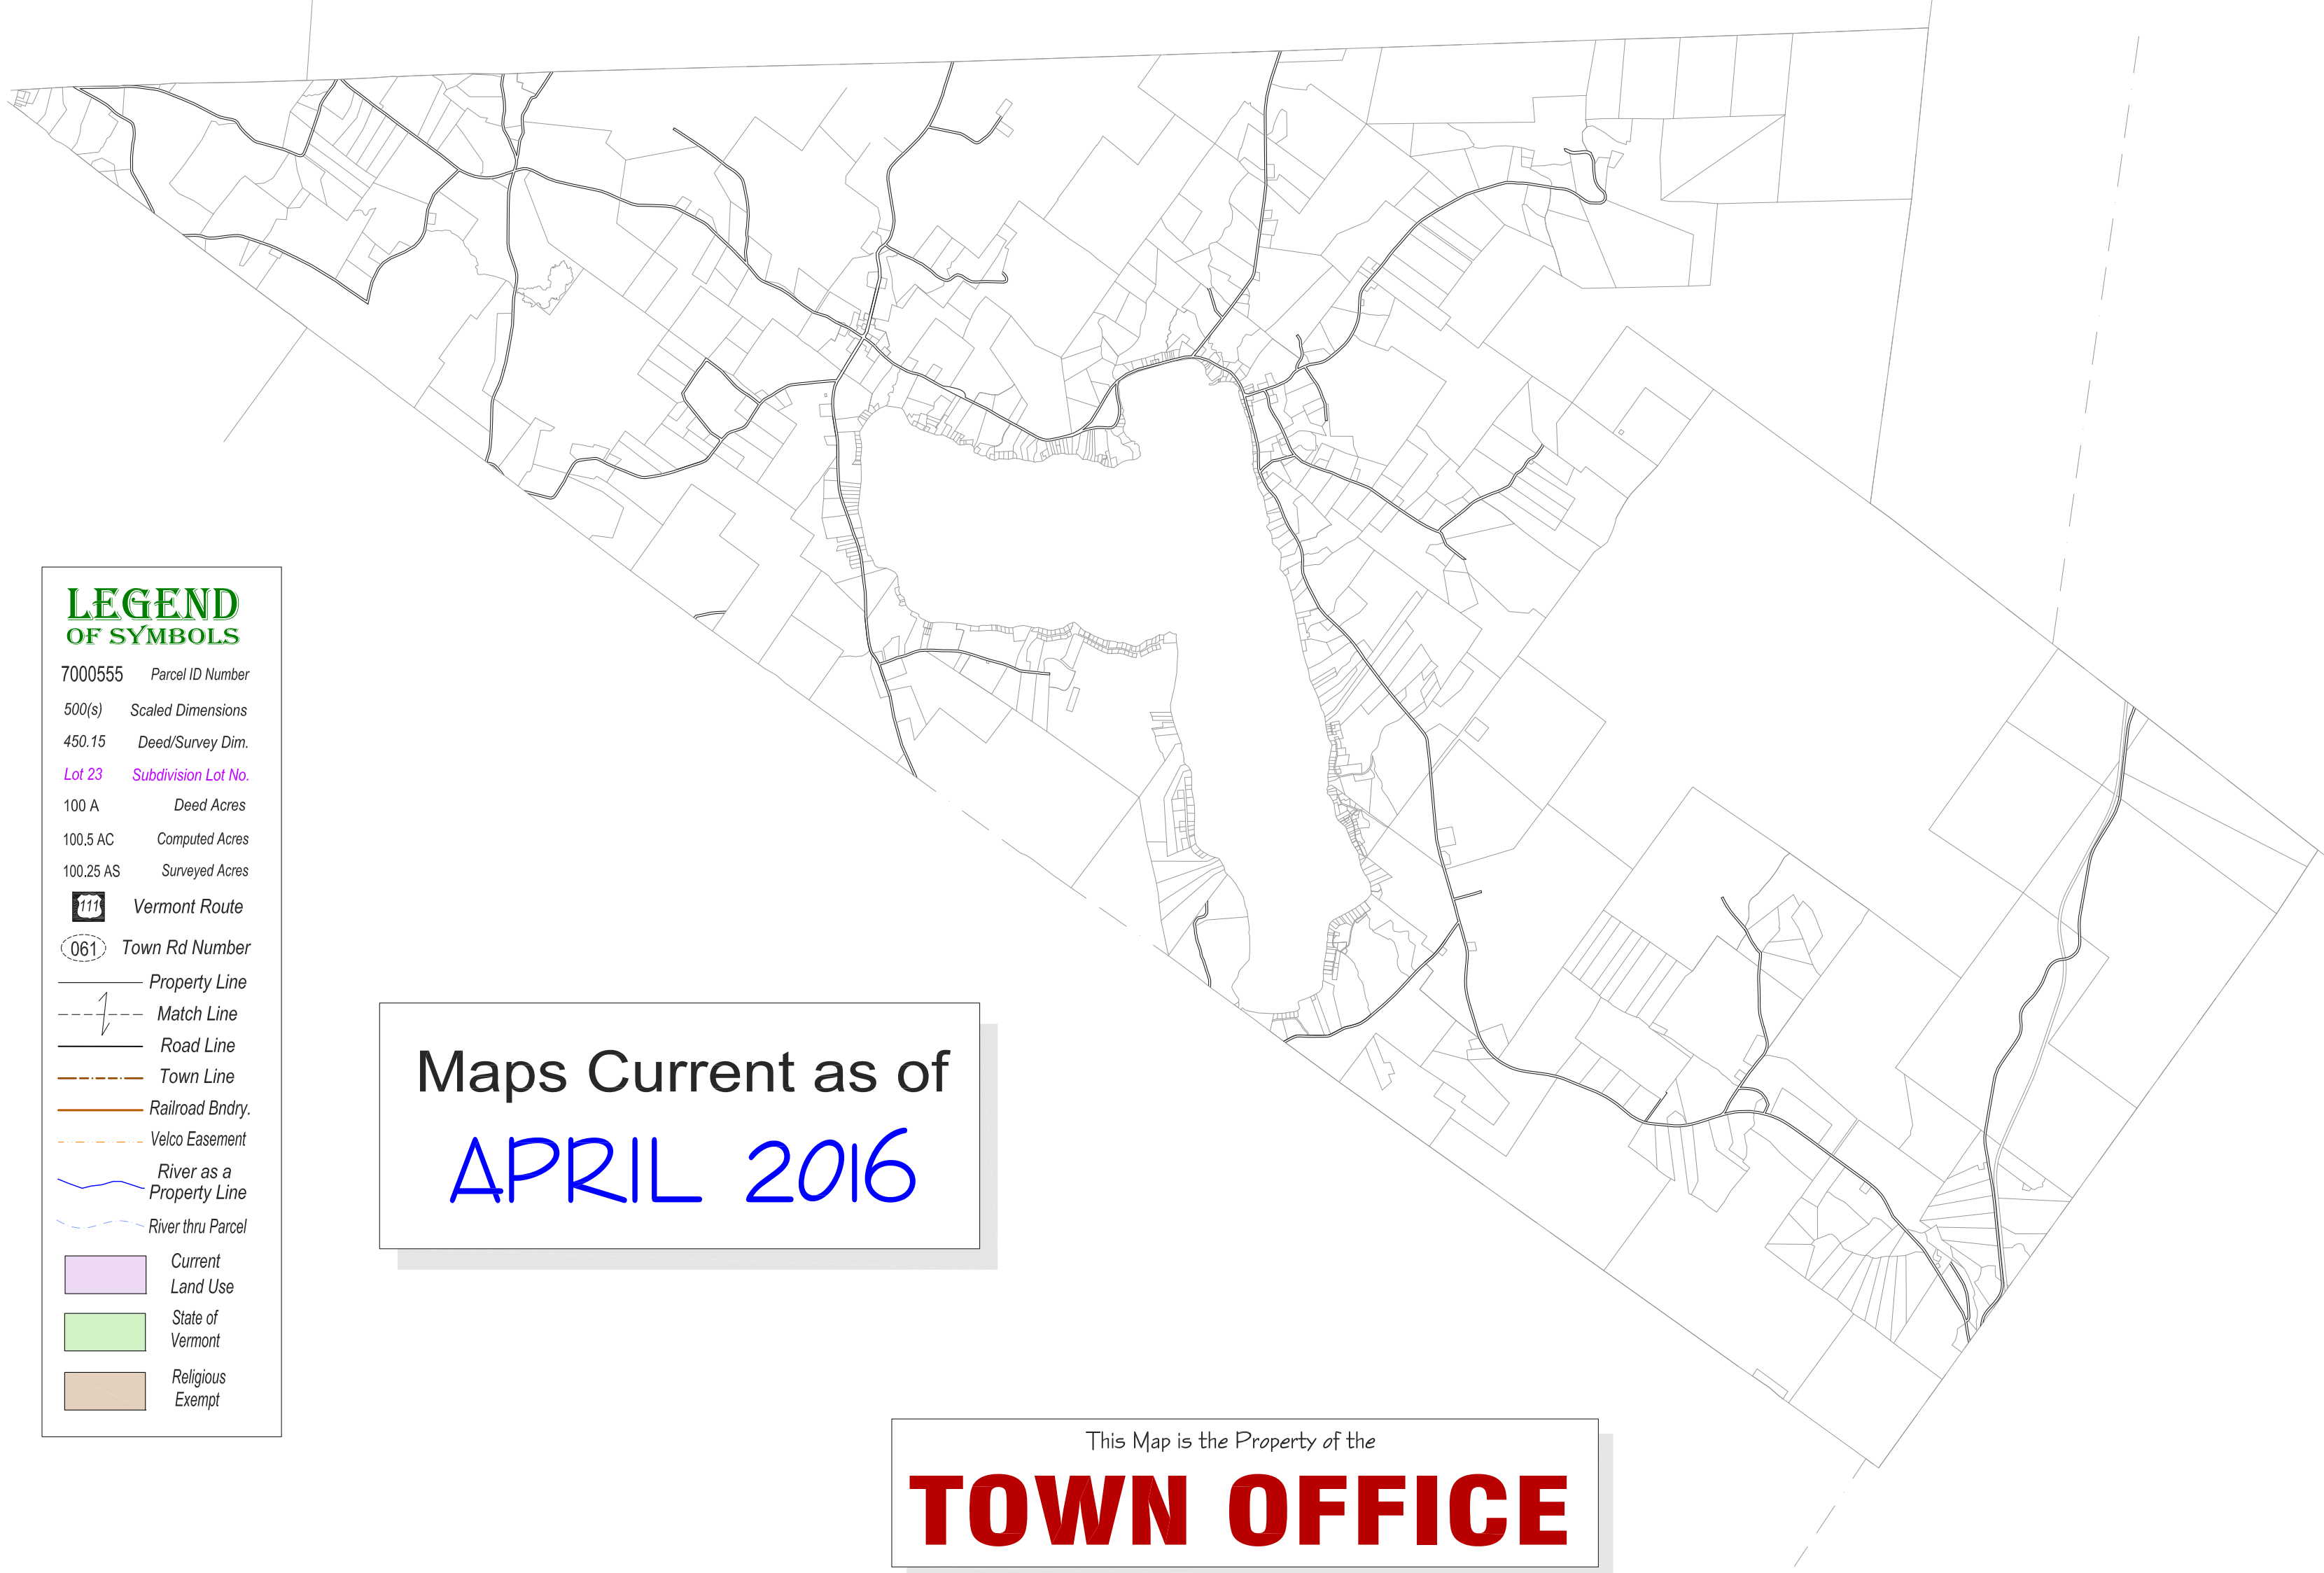 LEGEND
OF SYMBOLS
7000555 Parcel ID Number
500(s) Scaled Dimensions
450.15 Deed/Survey Dim.
Lot 23 Subdivision Lot No.
100 A Deed Acres
100.5 AC Computed Acres
100.25 AS Surveyed Acres
111 Vermont Route
061 Town Rd Number
Property Line
Match Line
Road Line
Town Line
Railroad Bndry.
Velco Easement
River as a
Property Line
River thru Parcel
Current
Land Use
State of
Vermont
Religious
Exempt
Maps Current as of
APRIL 2016
This Map is the Property of the
TOWN OFFICE